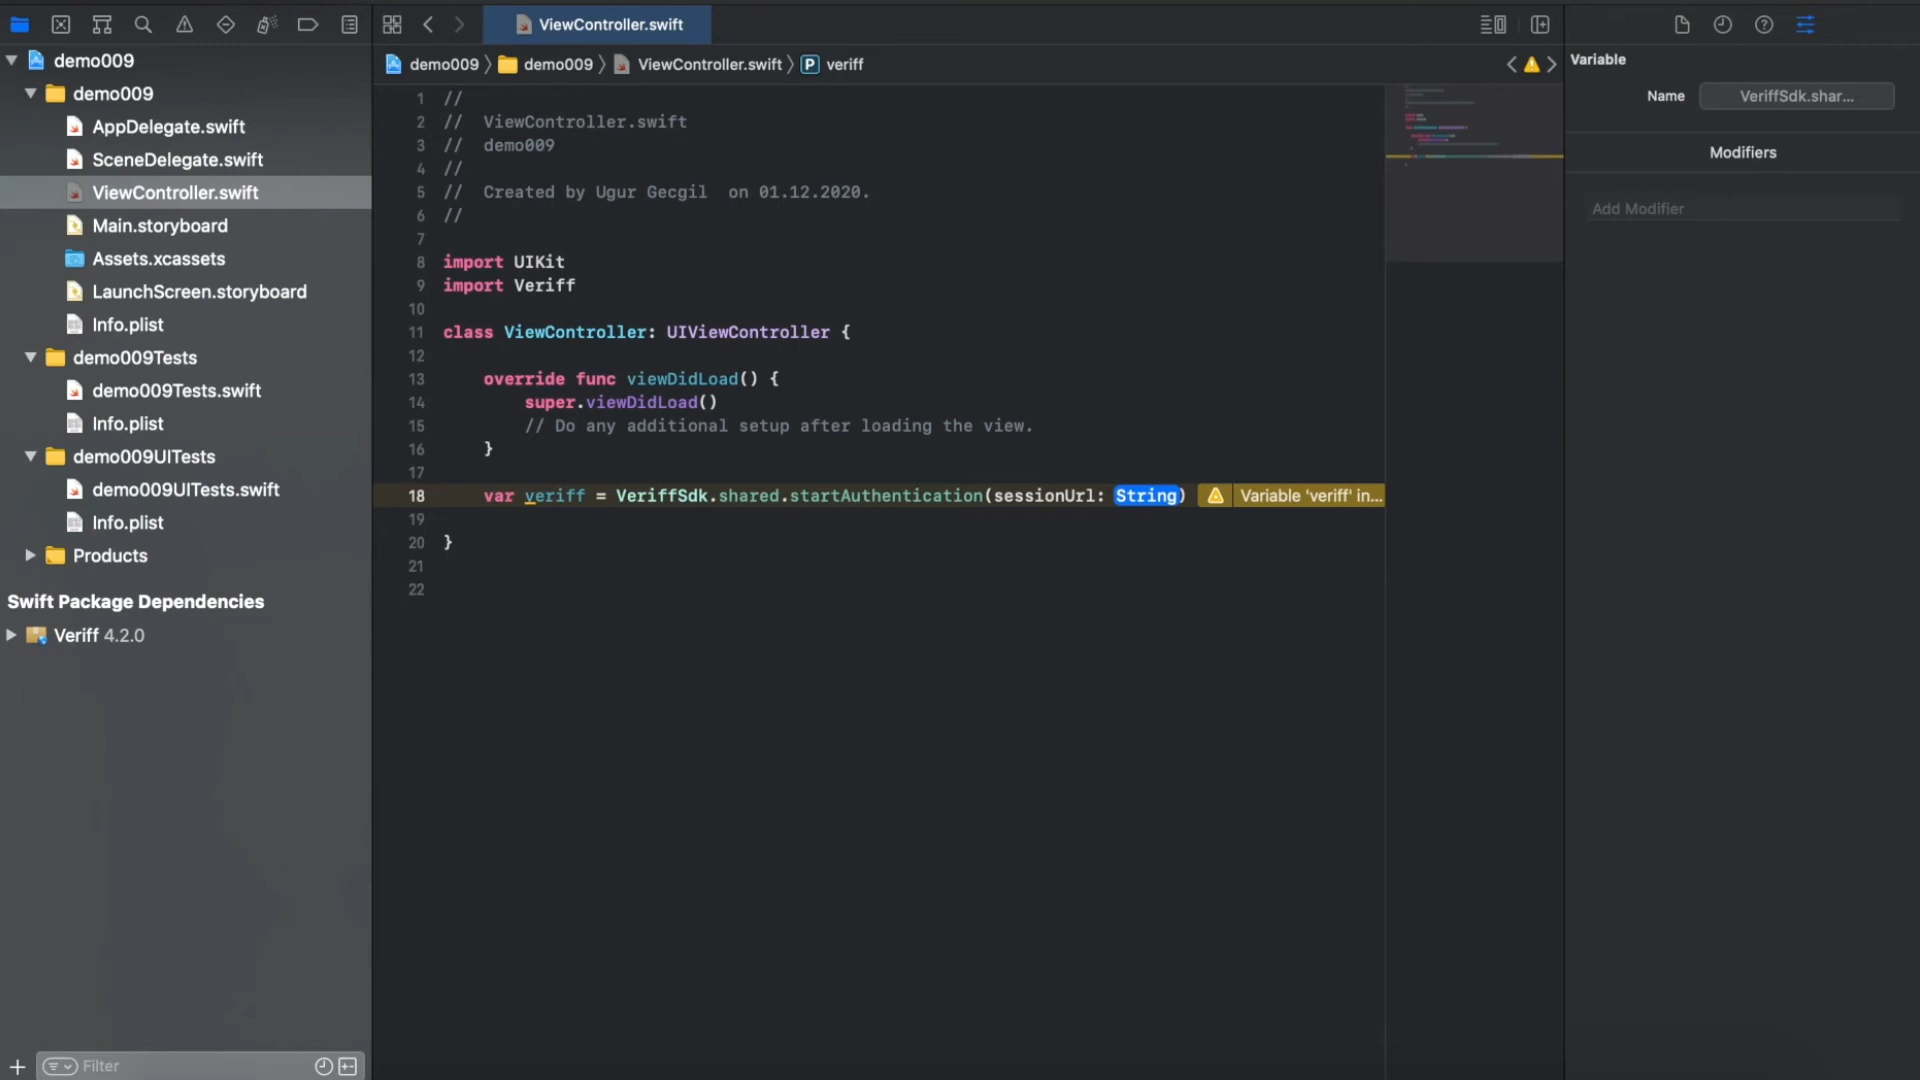 ViewController.swift
demo009
demo009
AppDelegate.swift
SceneDelegate.swift
ViewController.swift
Main.storyboard
Assets.xcassets
LaunchScreen.storyboard
Info.plist
demo009Tests
demo009Tests.swift
Info.plist
demo009UITests
demo009UITests.swift
Info.plist
Products
Swift Package Dependencies
Veriff 4.2.0
Filter
demo009 〉 demo009 〉 ViewController.swift 〉 P veriff
1 //
2 //  ViewController.swift
3 //  demo009
4 //
5 //  Created by Ugur Gecgil  on 01.12.2020.
6 //
7
8 import UIKit
9 import Veriff
10
11 class ViewController: UIViewController {
12
13     override func viewDidLoad() {
14         super.viewDidLoad()
15         // Do any additional setup after loading the view.
16     }
17
18     var veriff = VeriffSdk.shared.startAuthentication(sessionUrl: String) Variable 'veriff' in...
19
20 }
21
22
Variable
Name VeriffSdk.shar...
Modifiers
Add Modifier